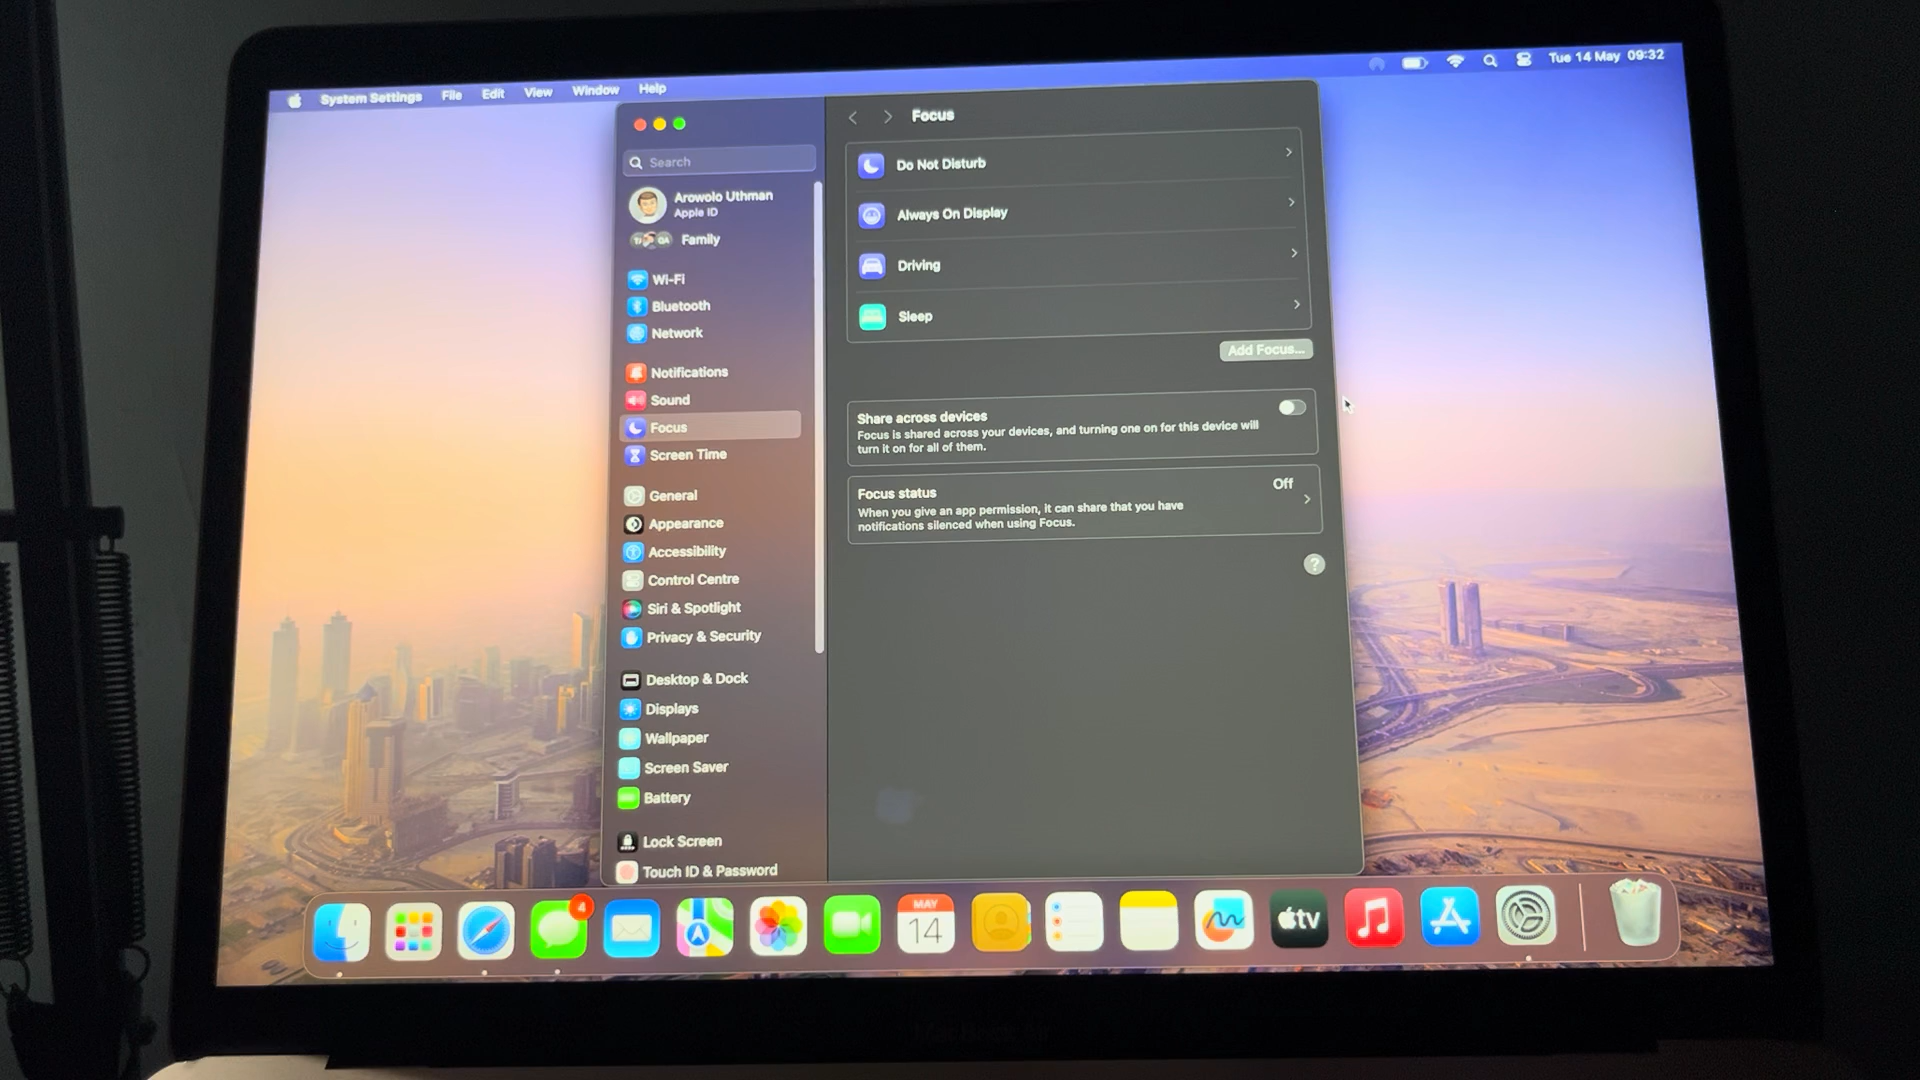 System Settings File Edit View Window Help
Tue 14 May 09:32
Search
Arowolo Uthman
Apple ID
Family
Wi-Fi
Bluetooth
Network
Notifications
Sound
Focus
Screen Time
General
Appearance
Accessibility
Control Centre
Siri & Spotlight
Privacy & Security
Desktop & Dock
Displays
Wallpaper
Screen Saver
Battery
Lock Screen
Touch ID & Password
Focus
Do Not Disturb
Always On Display
Driving
Sleep
Add Focus...
Share across devices
Focus is shared across your devices, and turning one on for this device will
turn it on for all of them.
Focus status
Off
When you give an app permission, it can share that you have
notifications silenced when using Focus.
?
4
MAY
14
tv